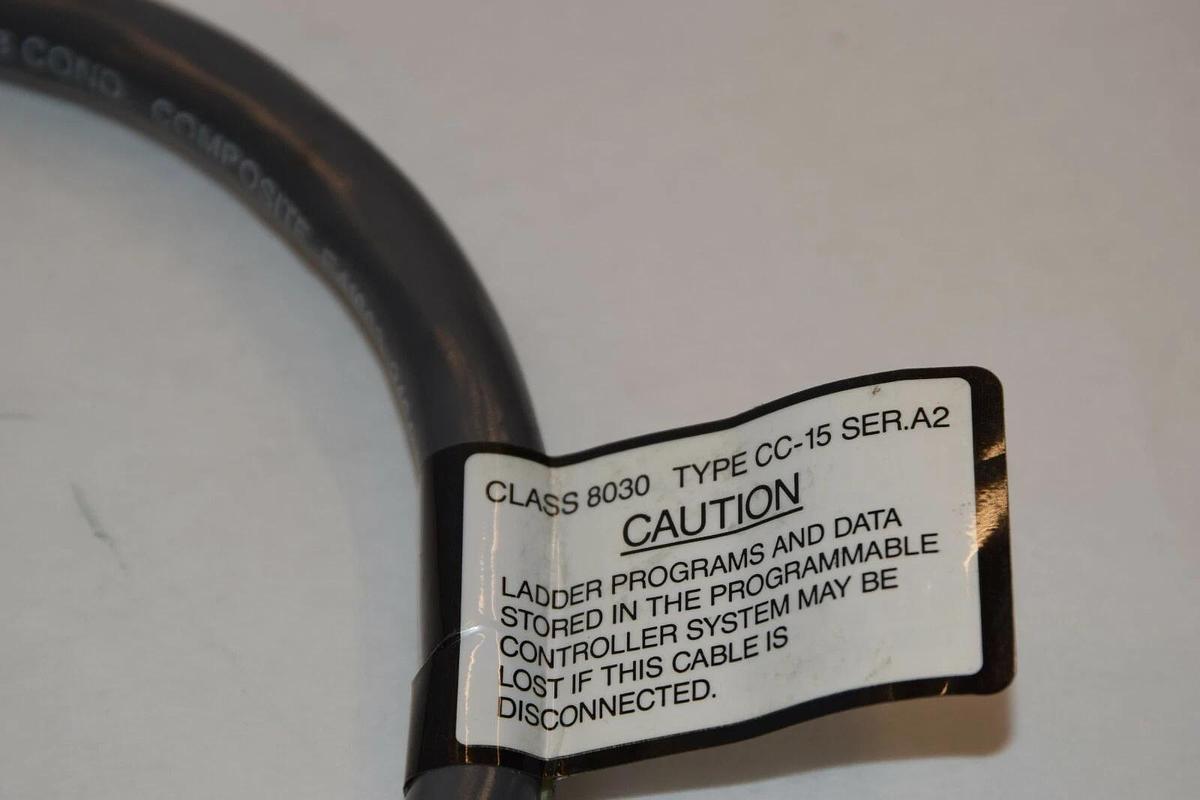 COND COMPOSITE
CLASS 8030 TYPE CC-15 SER.A2
CAUTION
LADDER PROGRAMS AND DATA
STORED IN THE PROGRAMMABLE
CONTROLLER SYSTEM MAY BE
LOST IF THIS CABLE IS
DISCONNECTED.